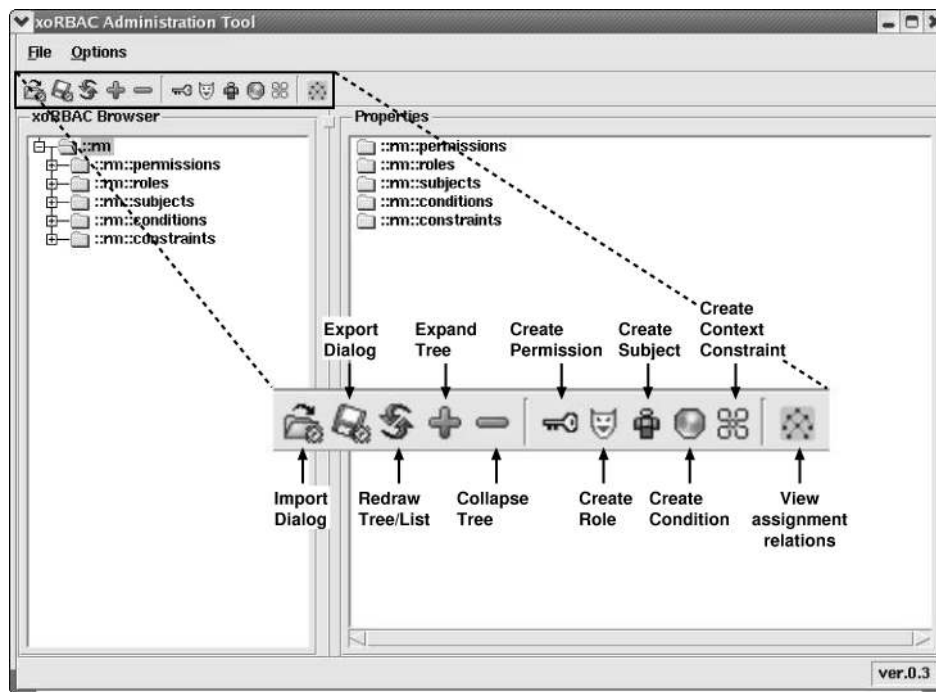 xoRBAC Administration Tool
File Options
xoRBAC Browser
Properties
::rm
::rm::permissions
::rm::roles
::rm::subjects
::rm::conditions
::rm::constraints
::rm::permissions
::rm::roles
::rm::subjects
::rm::conditions
::rm::constraints
Export
Dialog
Expand
Tree
Create
Permission
Create
Subject
Create
Context
Constraint
Import
Dialog
Redraw
Tree/List
Collapse
Tree
Create
Role
Create
Condition
View
assignment
relations
ver.0.3